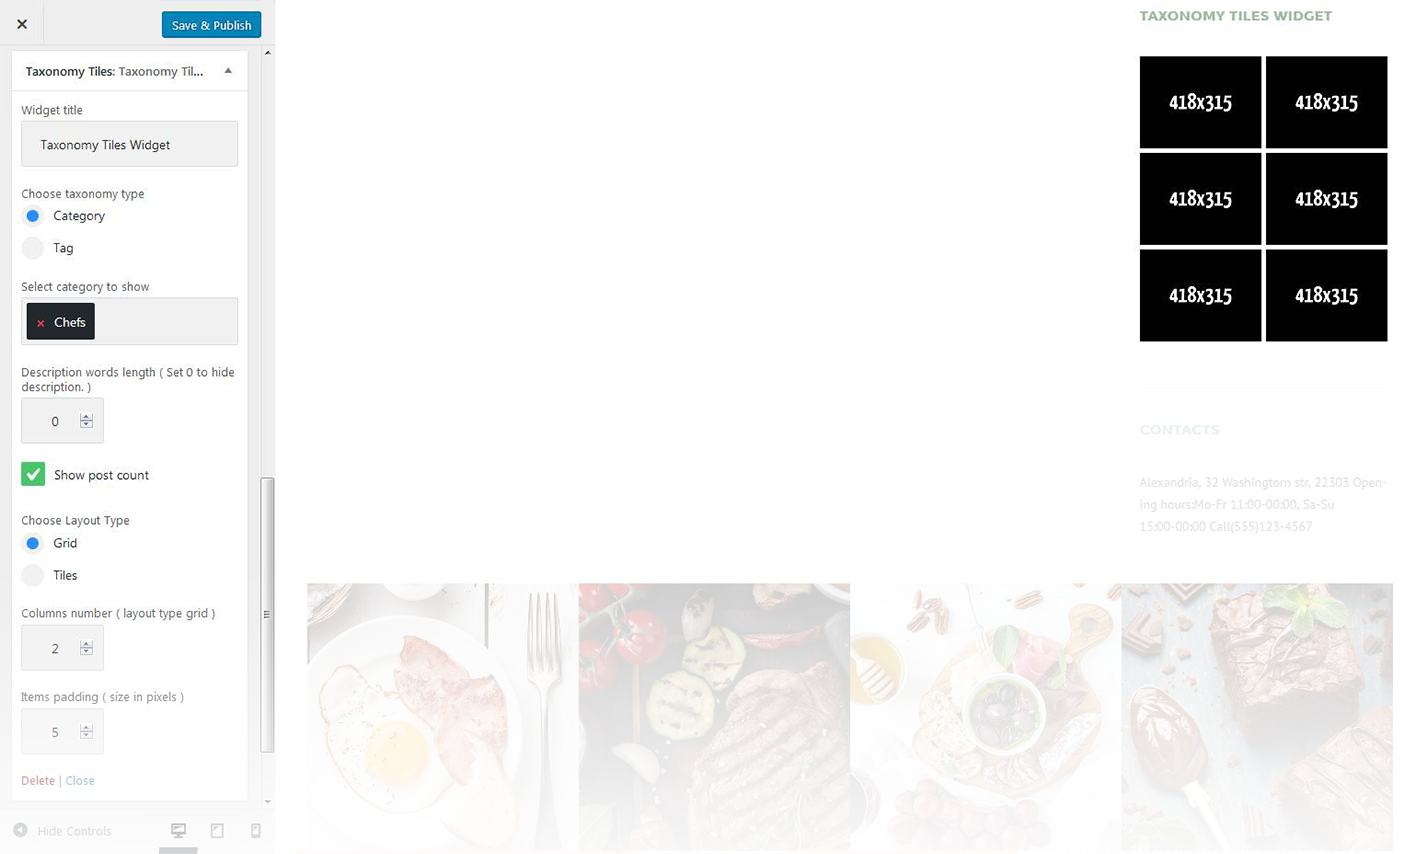 Save & Publish
Taxonomy Tiles: Taxonomy Til...
Widget title
Taxonomy Tiles Widget
Choose taxonomy type
Category
Tag
Select category to show
× Chefs
Description words length ( Set 0 to hide
description. )
0
Show post count
Choose Layout Type
Grid
Tiles
Columns number ( layout type grid )
2
Items padding ( size in pixels )
5
Delete | Close
Hide Controls
TAXONOMY TILES WIDGET
418x315 418x315
418x315 418x315
418x315 418x315
CONTACTS
Alexandria, 32 Washingtorn str, 22303 Open-
ing hours:Mo-Fr 11:00-00:00, Sa-Su
15:00-00:00 Call(555)123-4567